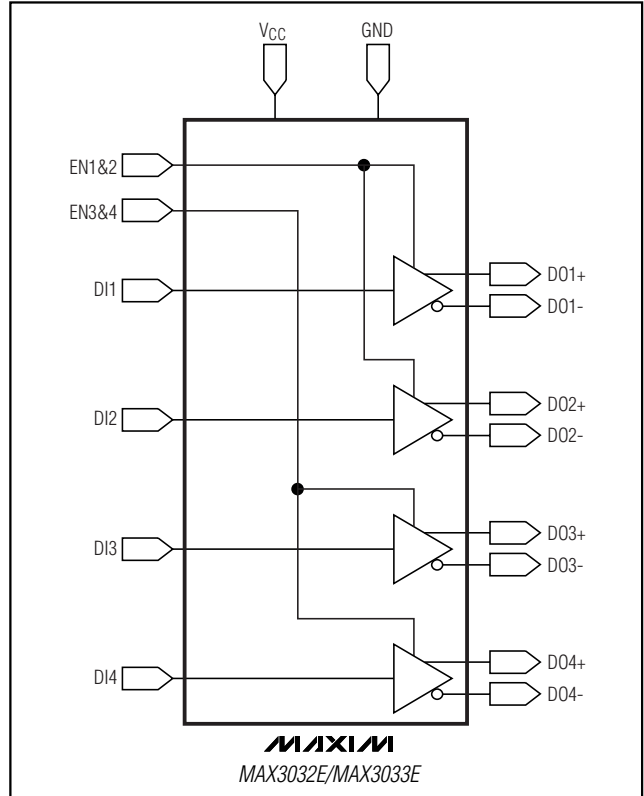 VCC GND
EN1&2
EN3&4
DI1
DO1+
DO1-
DI2
DO2+
DO2-
DI3
DO3+
DO3-
DI4
DO4+
DO4-
MAXIM
MAX3032E/MAX3033E